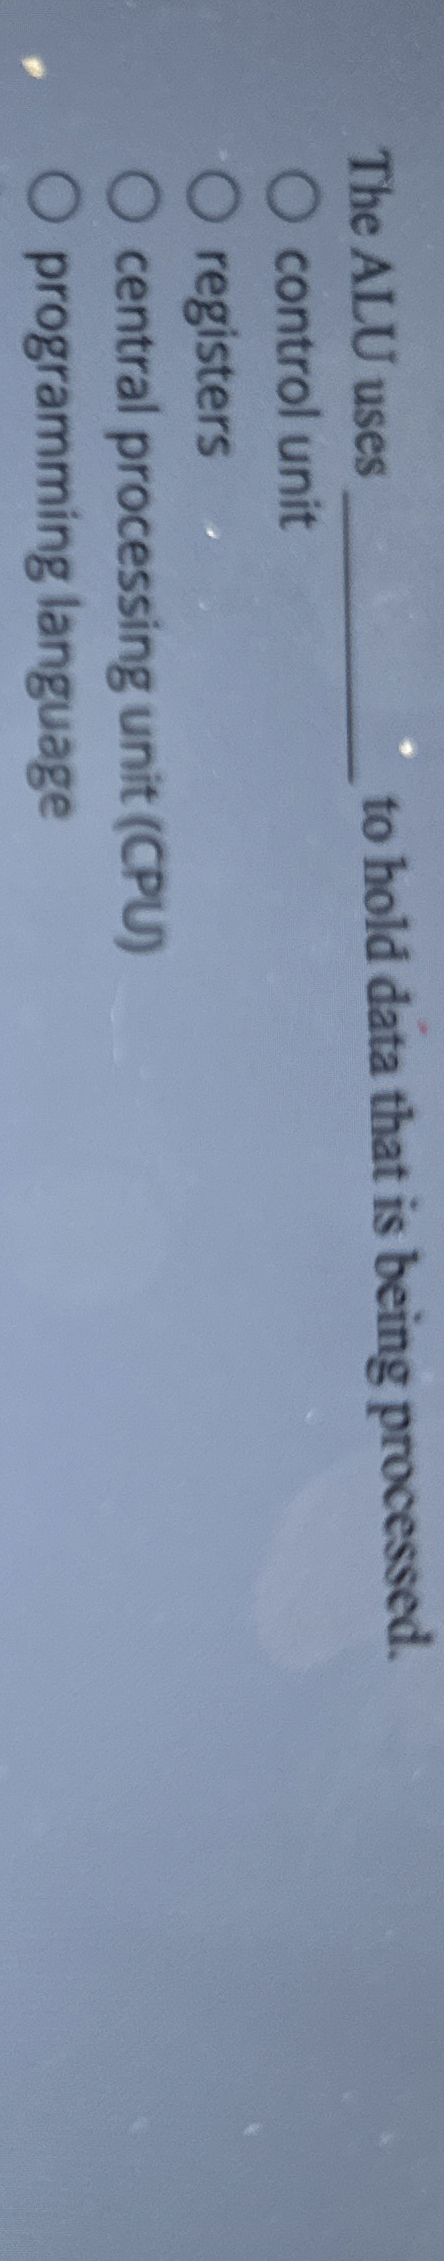 The ALU uses __________ to hold data that is being processed.
control unit
registers
central processing unit (CPU)
programming language